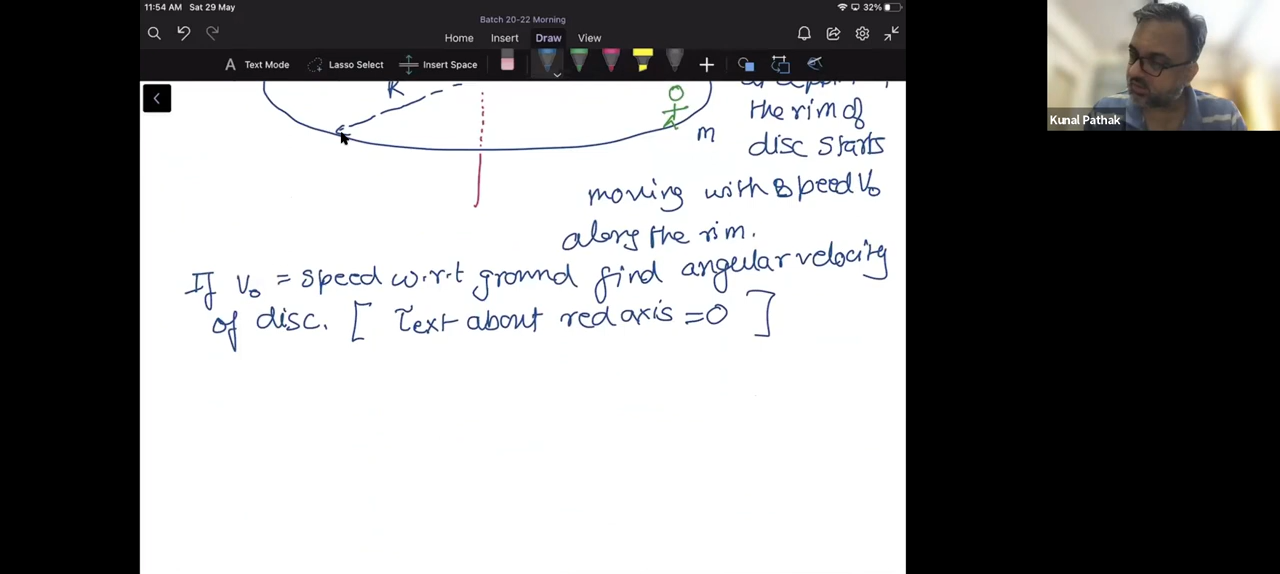 11:54 AM Sat 29 May
32%
Batch 20-22 Morning
Home Insert Draw View
A Text Mode Lasso Select Insert Space
R
the rim of
m
disc starts
moving with speed V₀
along the rim.
If V₀ = speed w.r.t ground find angular velocity
of disc. [ τext about red axis = 0 ]
Kunal Pathak